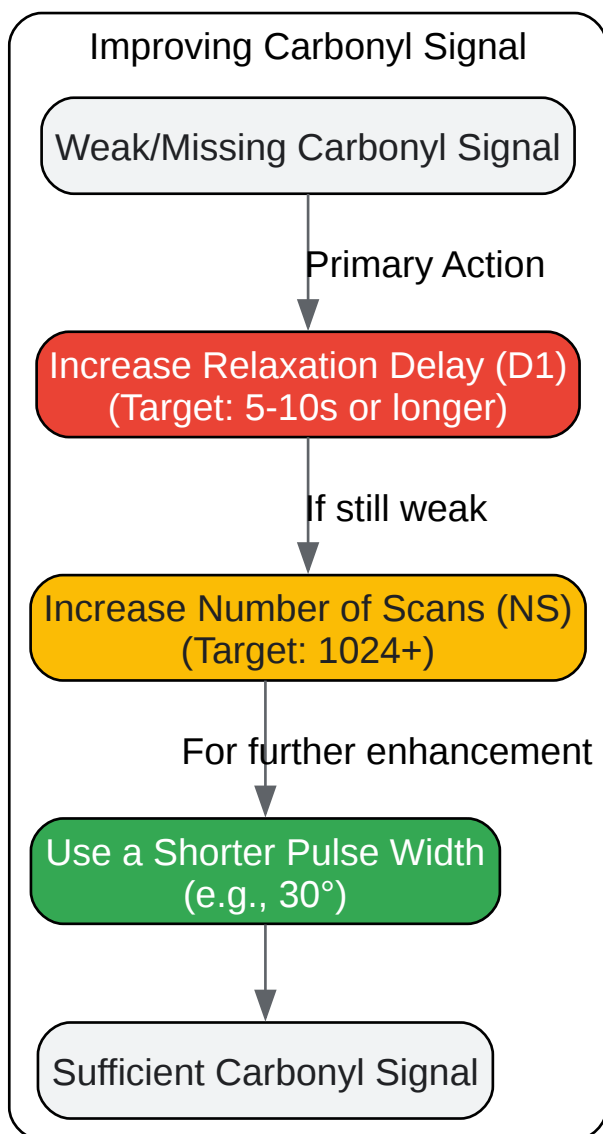 Improving Carbonyl Signal
Weak/Missing Carbonyl Signal
Primary Action
Increase Relaxation Delay (D1)
(Target: 5-10s or longer)
If still weak
Increase Number of Scans (NS)
(Target: 1024+)
For further enhancement
Use a Shorter Pulse Width
(e.g., 30°)
Sufficient Carbonyl Signal